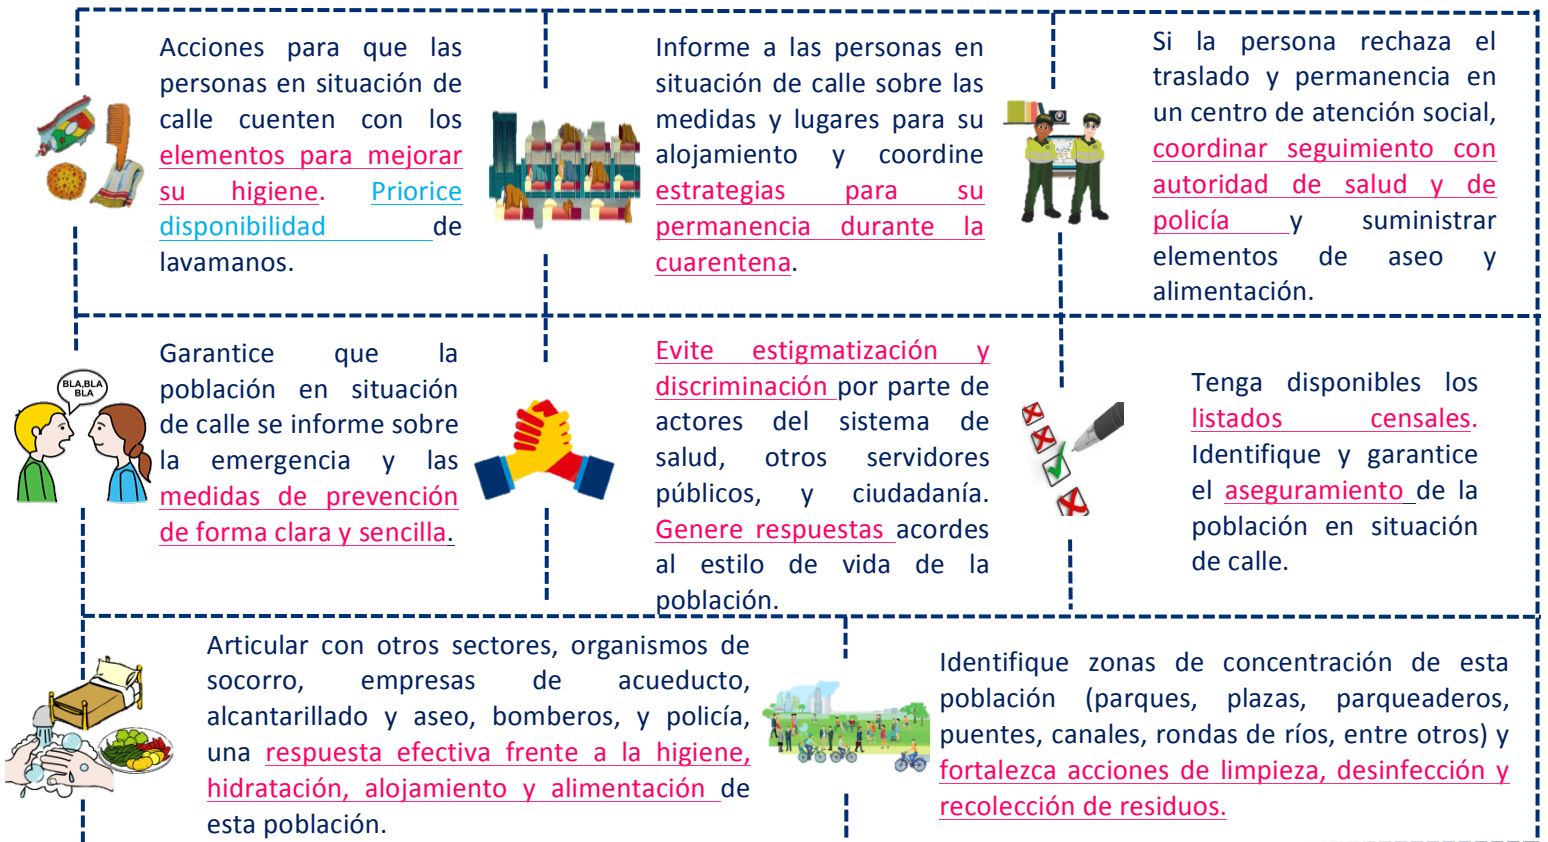 Acciones para que las
personas en situación de
calle cuenten con los
elementos para mejorar
su higiene. Priorice
disponibilidad de
lavamanos.
Informe a las personas en
situación de calle sobre las
medidas y lugares para su
alojamiento y coordine
estrategias para su
permanencia durante la
cuarentena.
Si la persona rechaza el
traslado y permanencia en
un centro de atención social,
coordinar seguimiento con
autoridad de salud y de
policía y suministrar
elementos de aseo y
alimentación.
BLA,BLA
BLA
Garantice que la
población en situación
de calle se informe sobre
la emergencia y las
medidas de prevención
de forma clara y sencilla.
Evite estigmatización y
discriminación por parte de
actores del sistema de
salud, otros servidores
públicos, y ciudadanía.
Genere respuestas acordes
al estilo de vida de la
población.
Tenga disponibles los
listados censales.
Identifique y garantice
el aseguramiento de la
población en situación
de calle.
Articular con otros sectores, organismos de
socorro, empresas de acueducto,
alcantarillado y aseo, bomberos, y policía,
una respuesta efectiva frente a la higiene,
hidratación, alojamiento y alimentación de
esta población.
Identifique zonas de concentración de esta
población (parques, plazas, parqueaderos,
puentes, canales, rondas de ríos, entre otros) y
fortalezca acciones de limpieza, desinfección y
recolección de residuos.